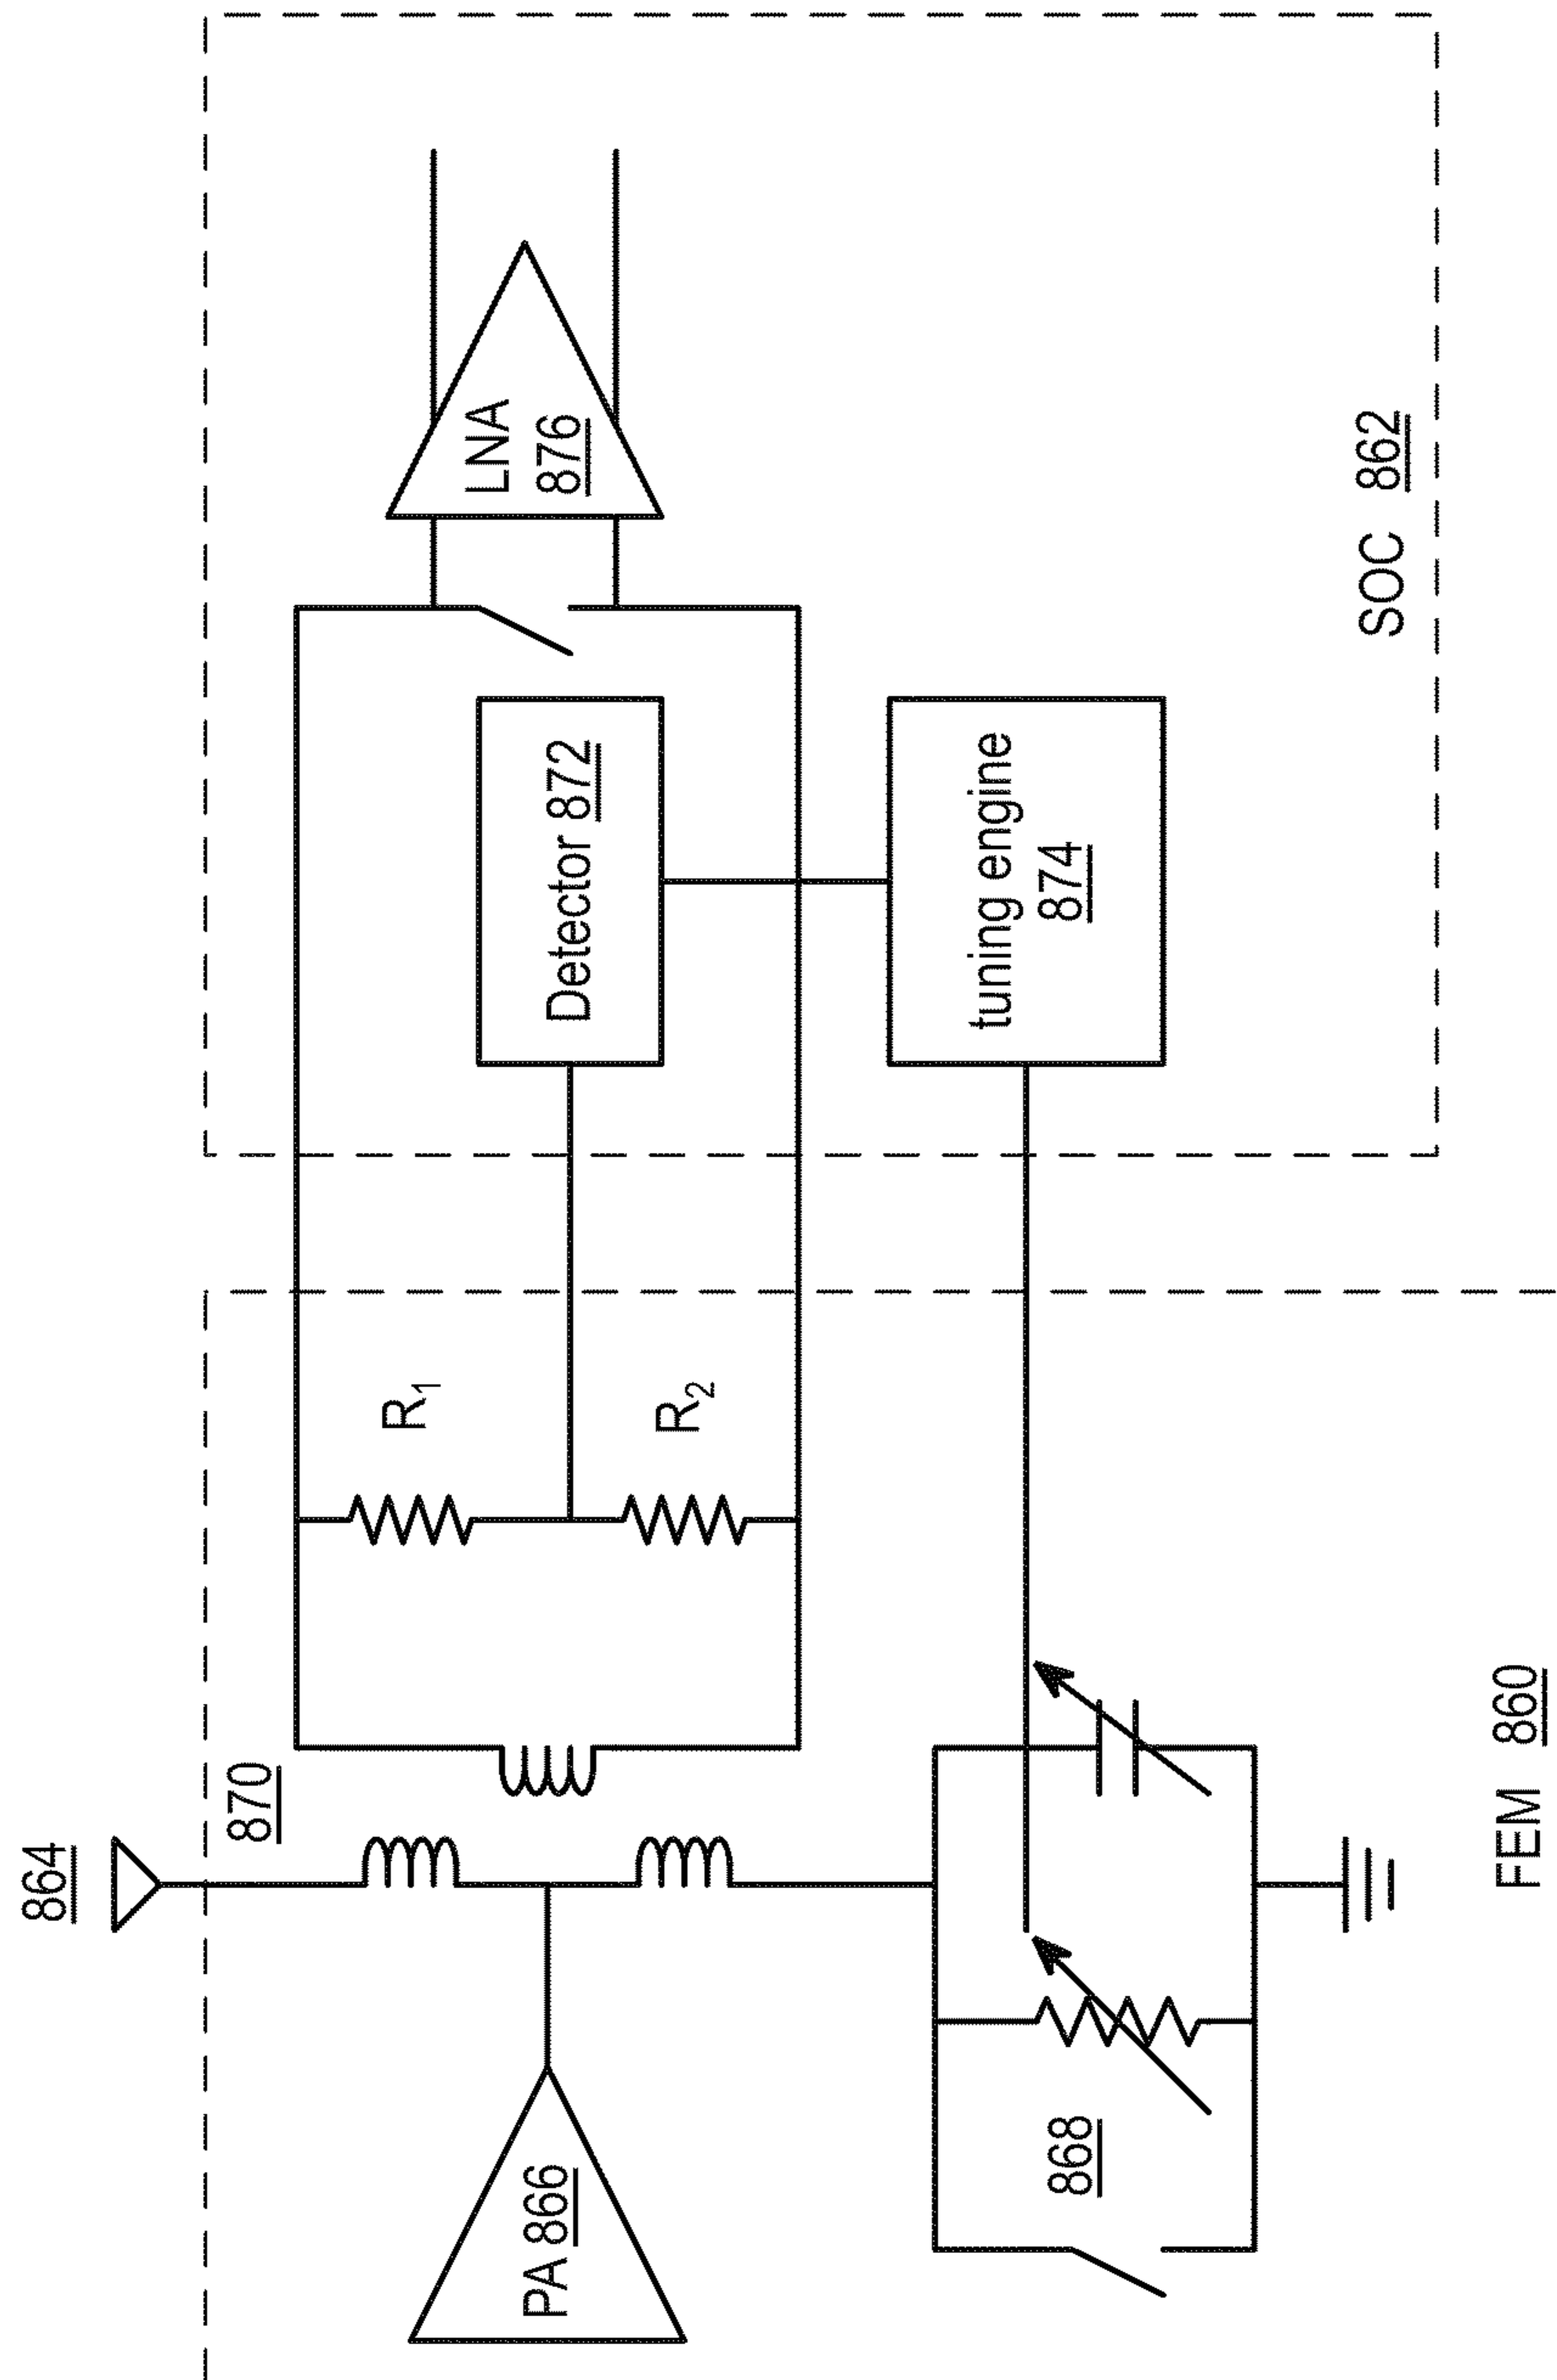 864
870
R1
R2
PA 866
868
FEM 860
LNA
876
Detector 872
tuning engine
874
SOC 862